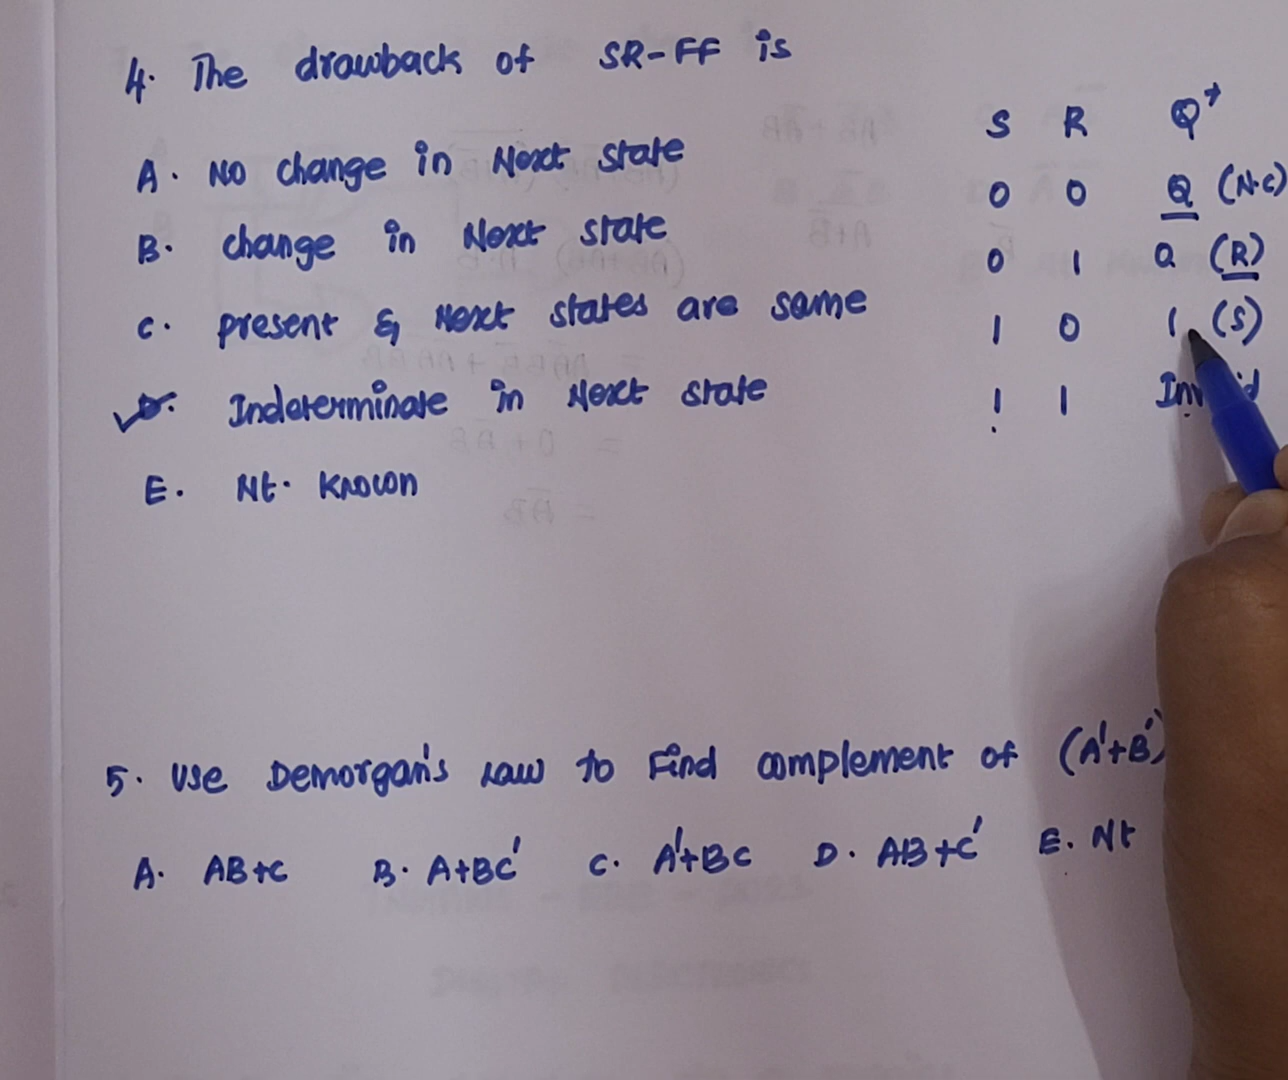 4. The drawback of SR-FF is
A. No change in Next state
B. change in Next state
C. present & Next states are same
D. Indeterminate in Next state
E. Nt. Known
S R Q+
0 0 Q (N.C)
0 1 0 (R)
1 0 1 (S)
1 1
5. Use Demorgan's Law to Find complement of (A'+B')
A. AB+C B. A+BC' C. A'+BC D. AB+C' E. Nt